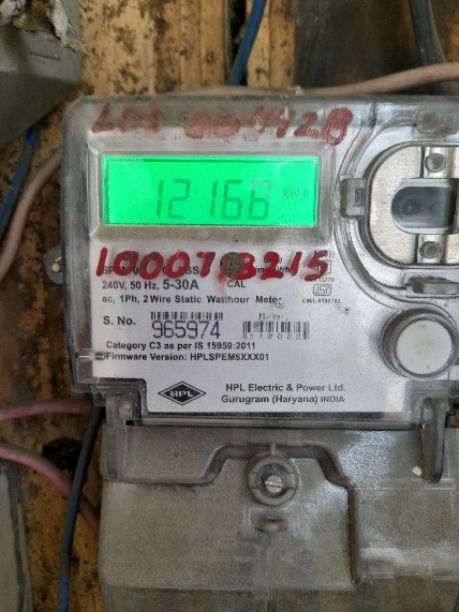 12168 kWh
1000713215
240V, 50 Hz, 5-30A CAL
ac, 1Ph, 2 Wire Static Watthour Meter
S. No. 965974 M/Yr.
Category C3 as per IS 15959:2011
Firmware Version: HPLSPEM6XXX01
HPL
HPL Electric & Power Ltd.
Gurugram (Haryana) INDIA